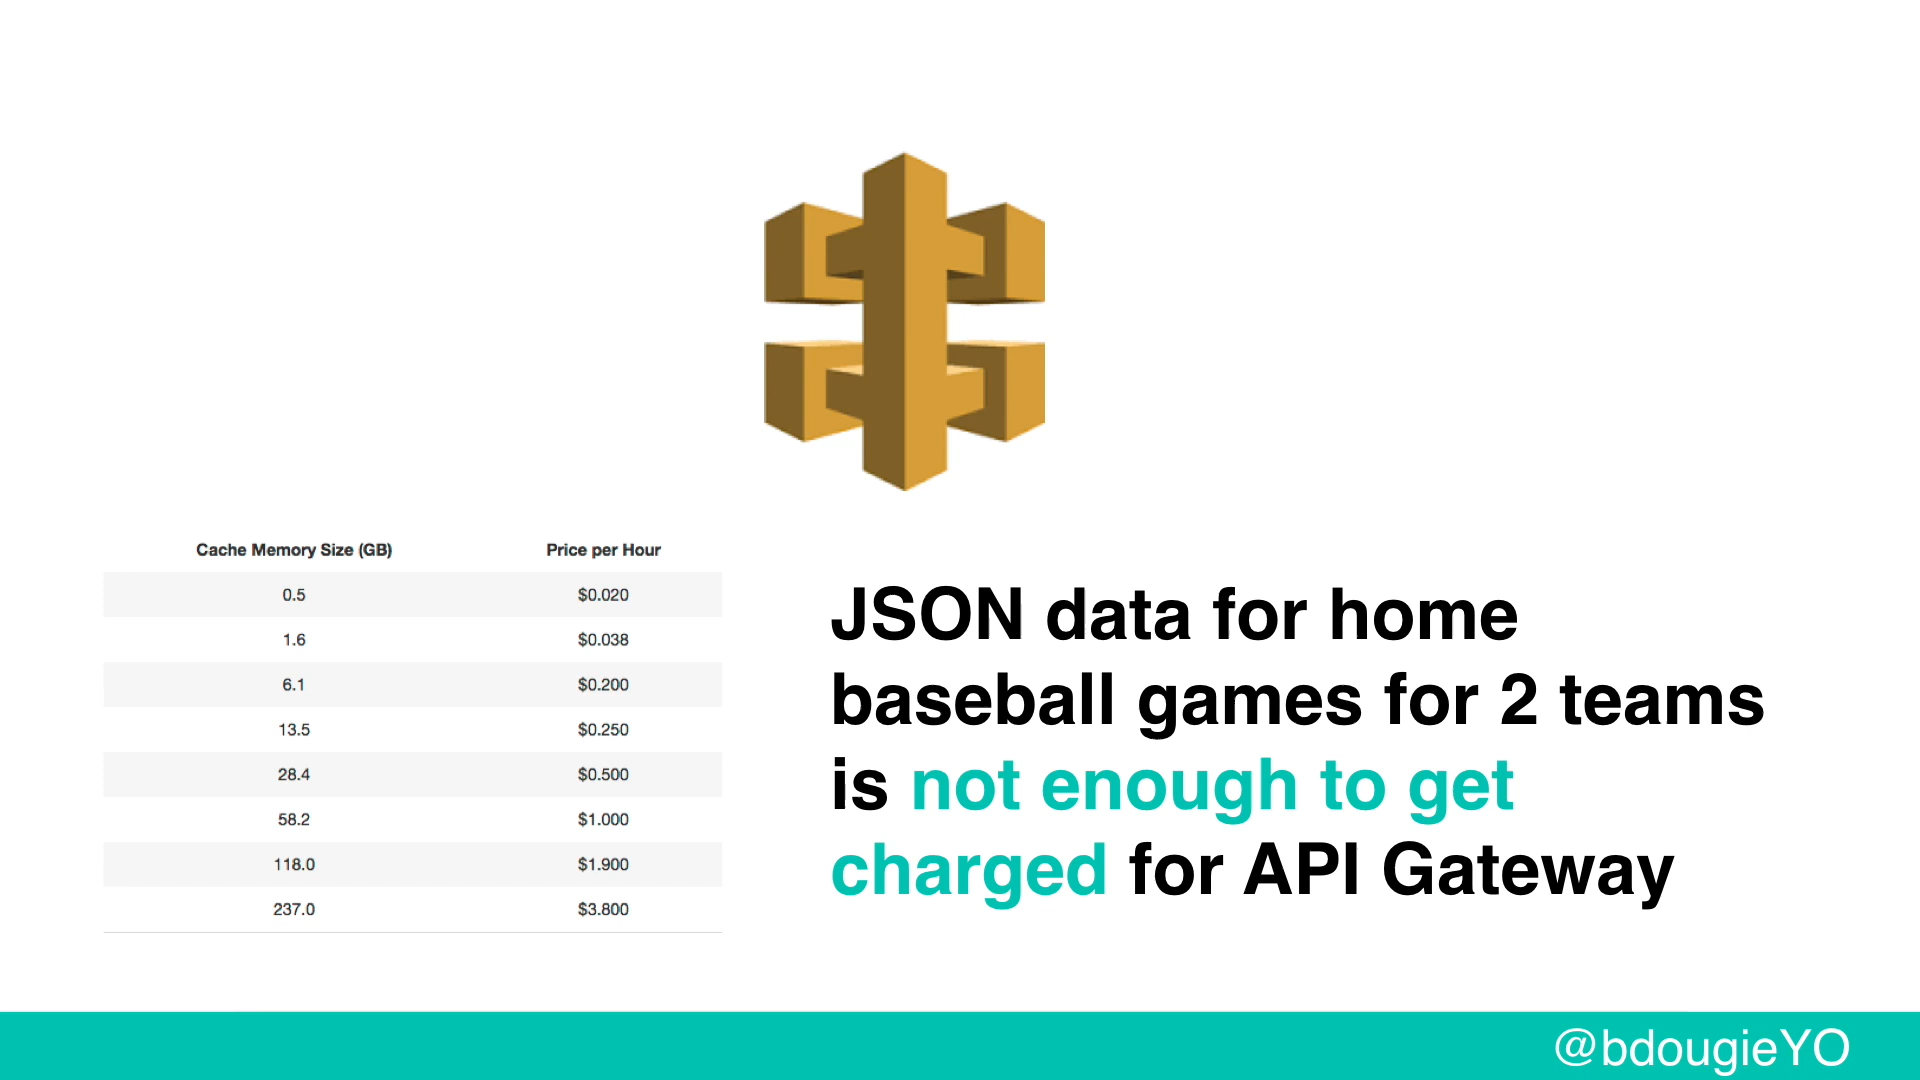 Cache Memory Size (GB) Price per Hour
0.5 $0.020
1.6 $0.038
6.1 $0.200
13.5 $0.250
28.4 $0.500
58.2 $1.000
118.0 $1.900
237.0 $3.800
JSON data for home
baseball games for 2 teams
is not enough to get
charged for API Gateway
@bdougieYO